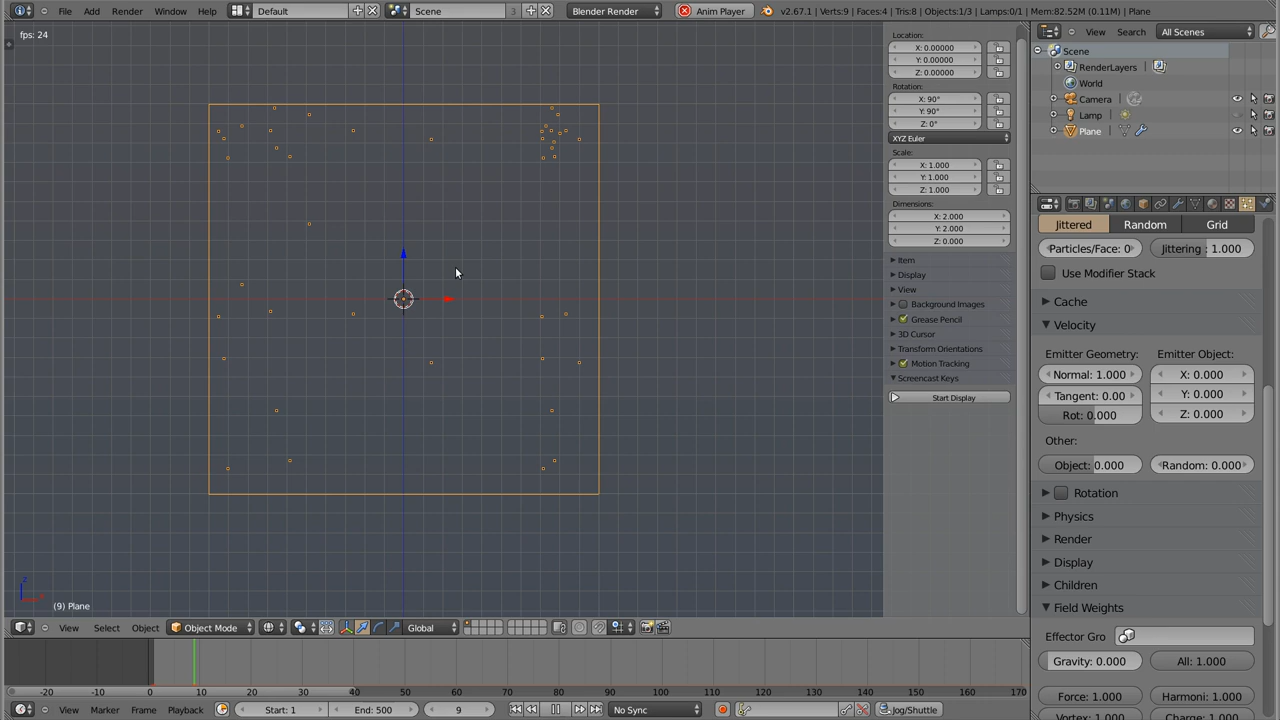 File Add Render Window Help Default Scene 3 Blender Render Anim Player v2.67.1 | Verts:9 | Faces:4 | Tris:8 | Objects:1/3 | Lamps:0/1 | Mem:82.52M (0.11M) | Plane
fps: 24
Location:
X: 0.00000
Y: 0.00000
Z: 0.00000
Rotation:
X: 90°
Y: 90°
Z: 0°
XYZ Euler
Scale:
X: 1.000
Y: 1.000
Z: 1.000
Dimensions:
X: 2.000
Y: 2.000
Z: 0.000
Item
Display
View
Background Images
Grease Pencil
3D Cursor
Transform Orientations
Motion Tracking
Screencast Keys
Start Display
View Search All Scenes
Scene
RenderLayers
World
Camera
Lamp
Plane
Jittered Random Grid
Particles/Face: 0 Jittering : 1.000
Use Modifier Stack
Cache
Velocity
Emitter Geometry: Emitter Object:
Normal: 1.000 X: 0.000
Tangent: 0.00 Y: 0.000
Rot: 0.000 Z: 0.000
Other:
Object: 0.000 Random: 0.000
Rotation
Physics
Render
Display
Children
Field Weights
Effector Gro
Gravity: 0.000 All: 1.000
Force: 1.000 Harmoni: 1.000
z
(9) Plane
View Select Object Object Mode Global
-20 -10 0 10 20 30 40 50 60 70 80 90 100 110 120 130 140 150 160 170
View Marker Frame Playback Start: 1 End: 500 9 No Sync Jog/Shuttle